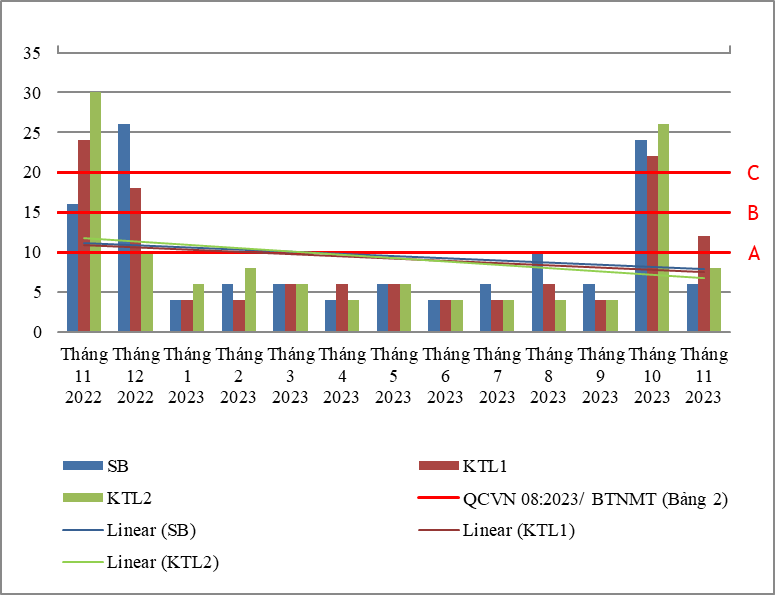 35
30
25
20
15
10
5
0
C
B
A
Tháng Tháng Tháng Tháng Tháng Tháng Tháng Tháng Tháng Tháng Tháng Tháng Tháng
11 12 1 2 3 4 5 6 7 8 9 10 11
2022 2022 2023 2023 2023 2023 2023 2023 2023 2023 2023 2023 2023
SB KTL1
KTL2 QCVN 08:2023/ BTNMT (Bảng 2)
Linear (SB) Linear (KTL1)
Linear (KTL2)